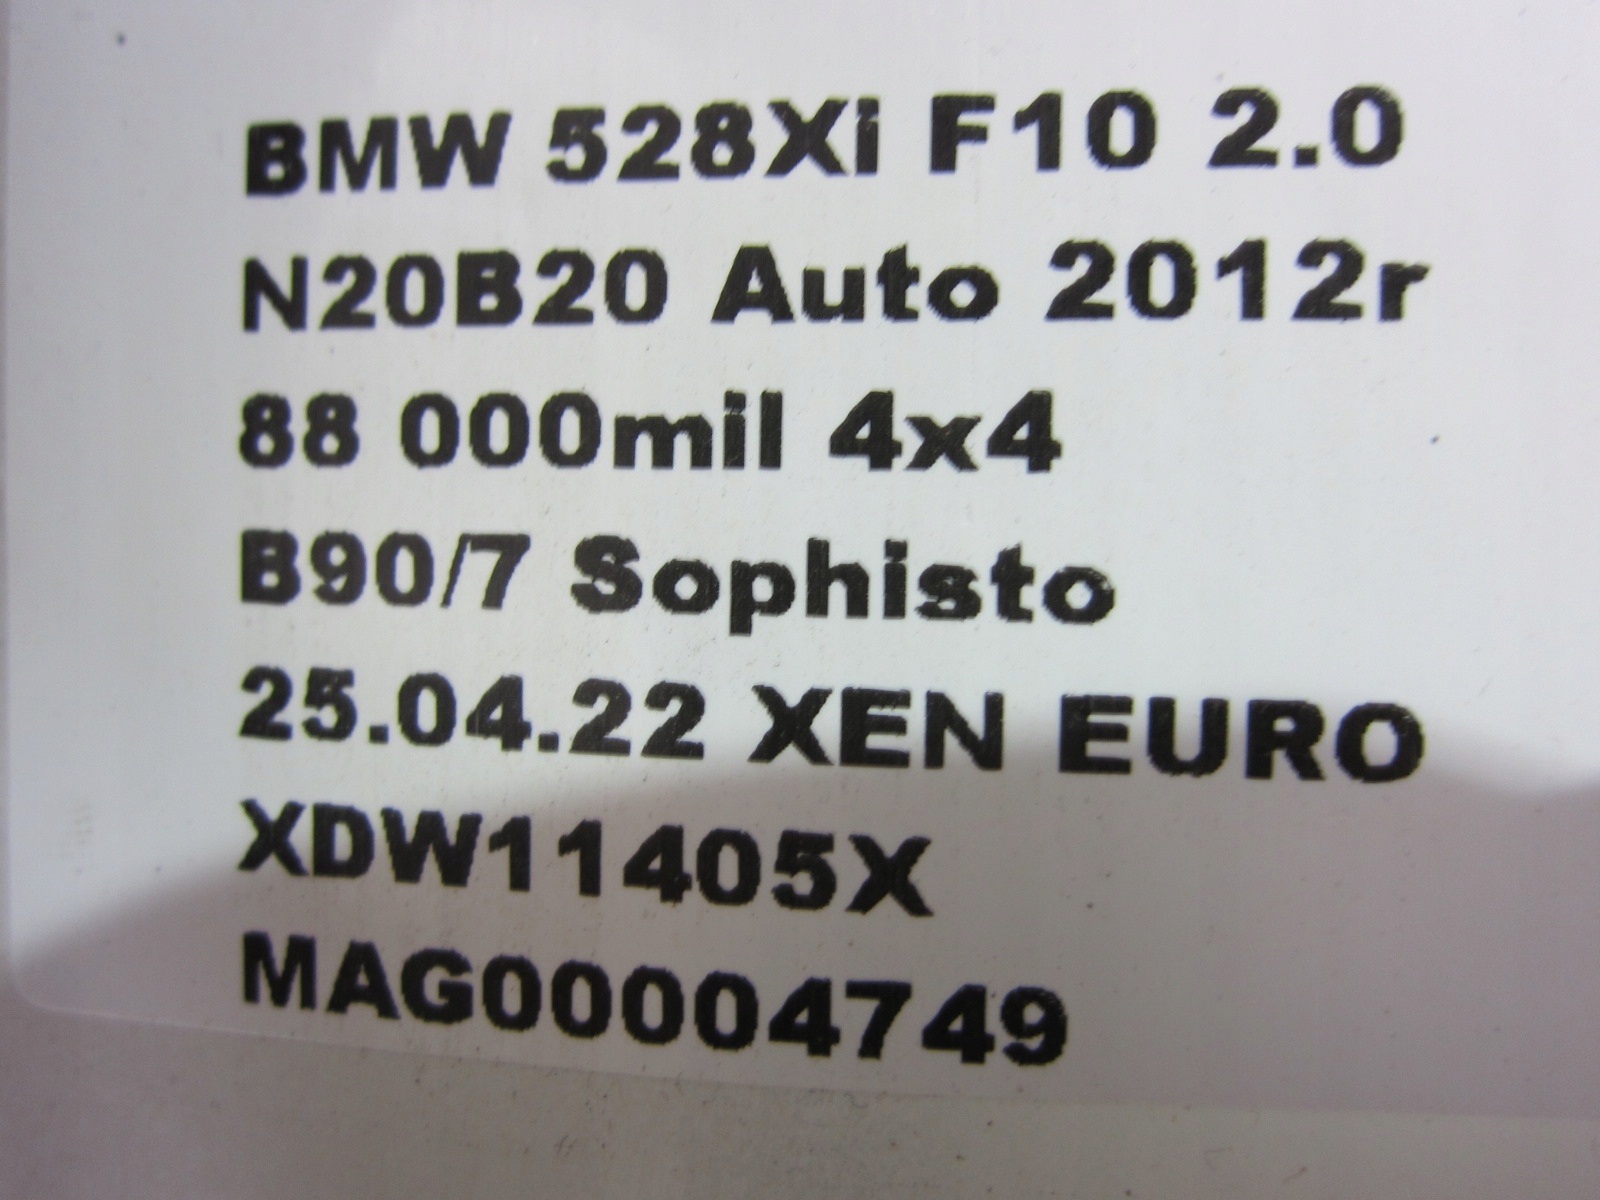 BMW 528Xi F10 2.0
N20B20 Auto 2012r
88 000mil 4x4
B90/7 Sophisto
25.04.22 XEN EURO
XDW11405X
MAG00004749